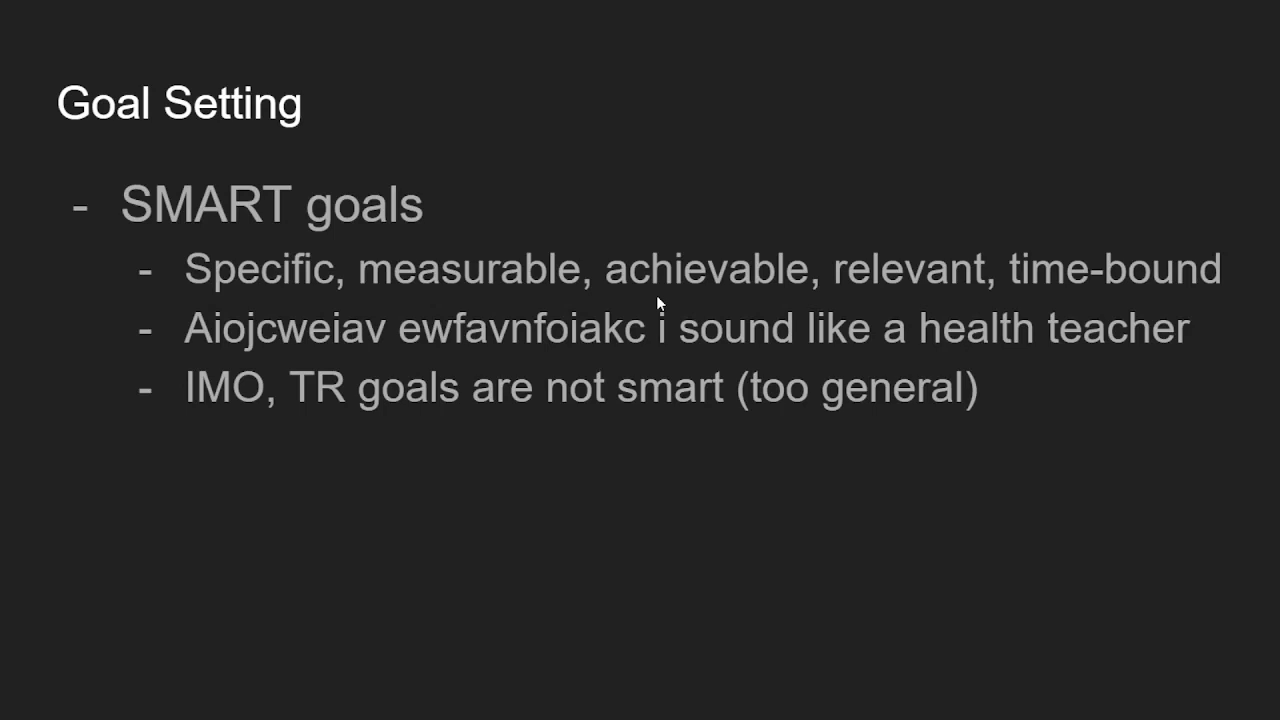 Goal Setting
- SMART goals
- Specific, measurable, achievable, relevant, time-bound
- Aiojcweiav ewfavnfoiakc i sound like a health teacher
- IMO, TR goals are not smart (too general)